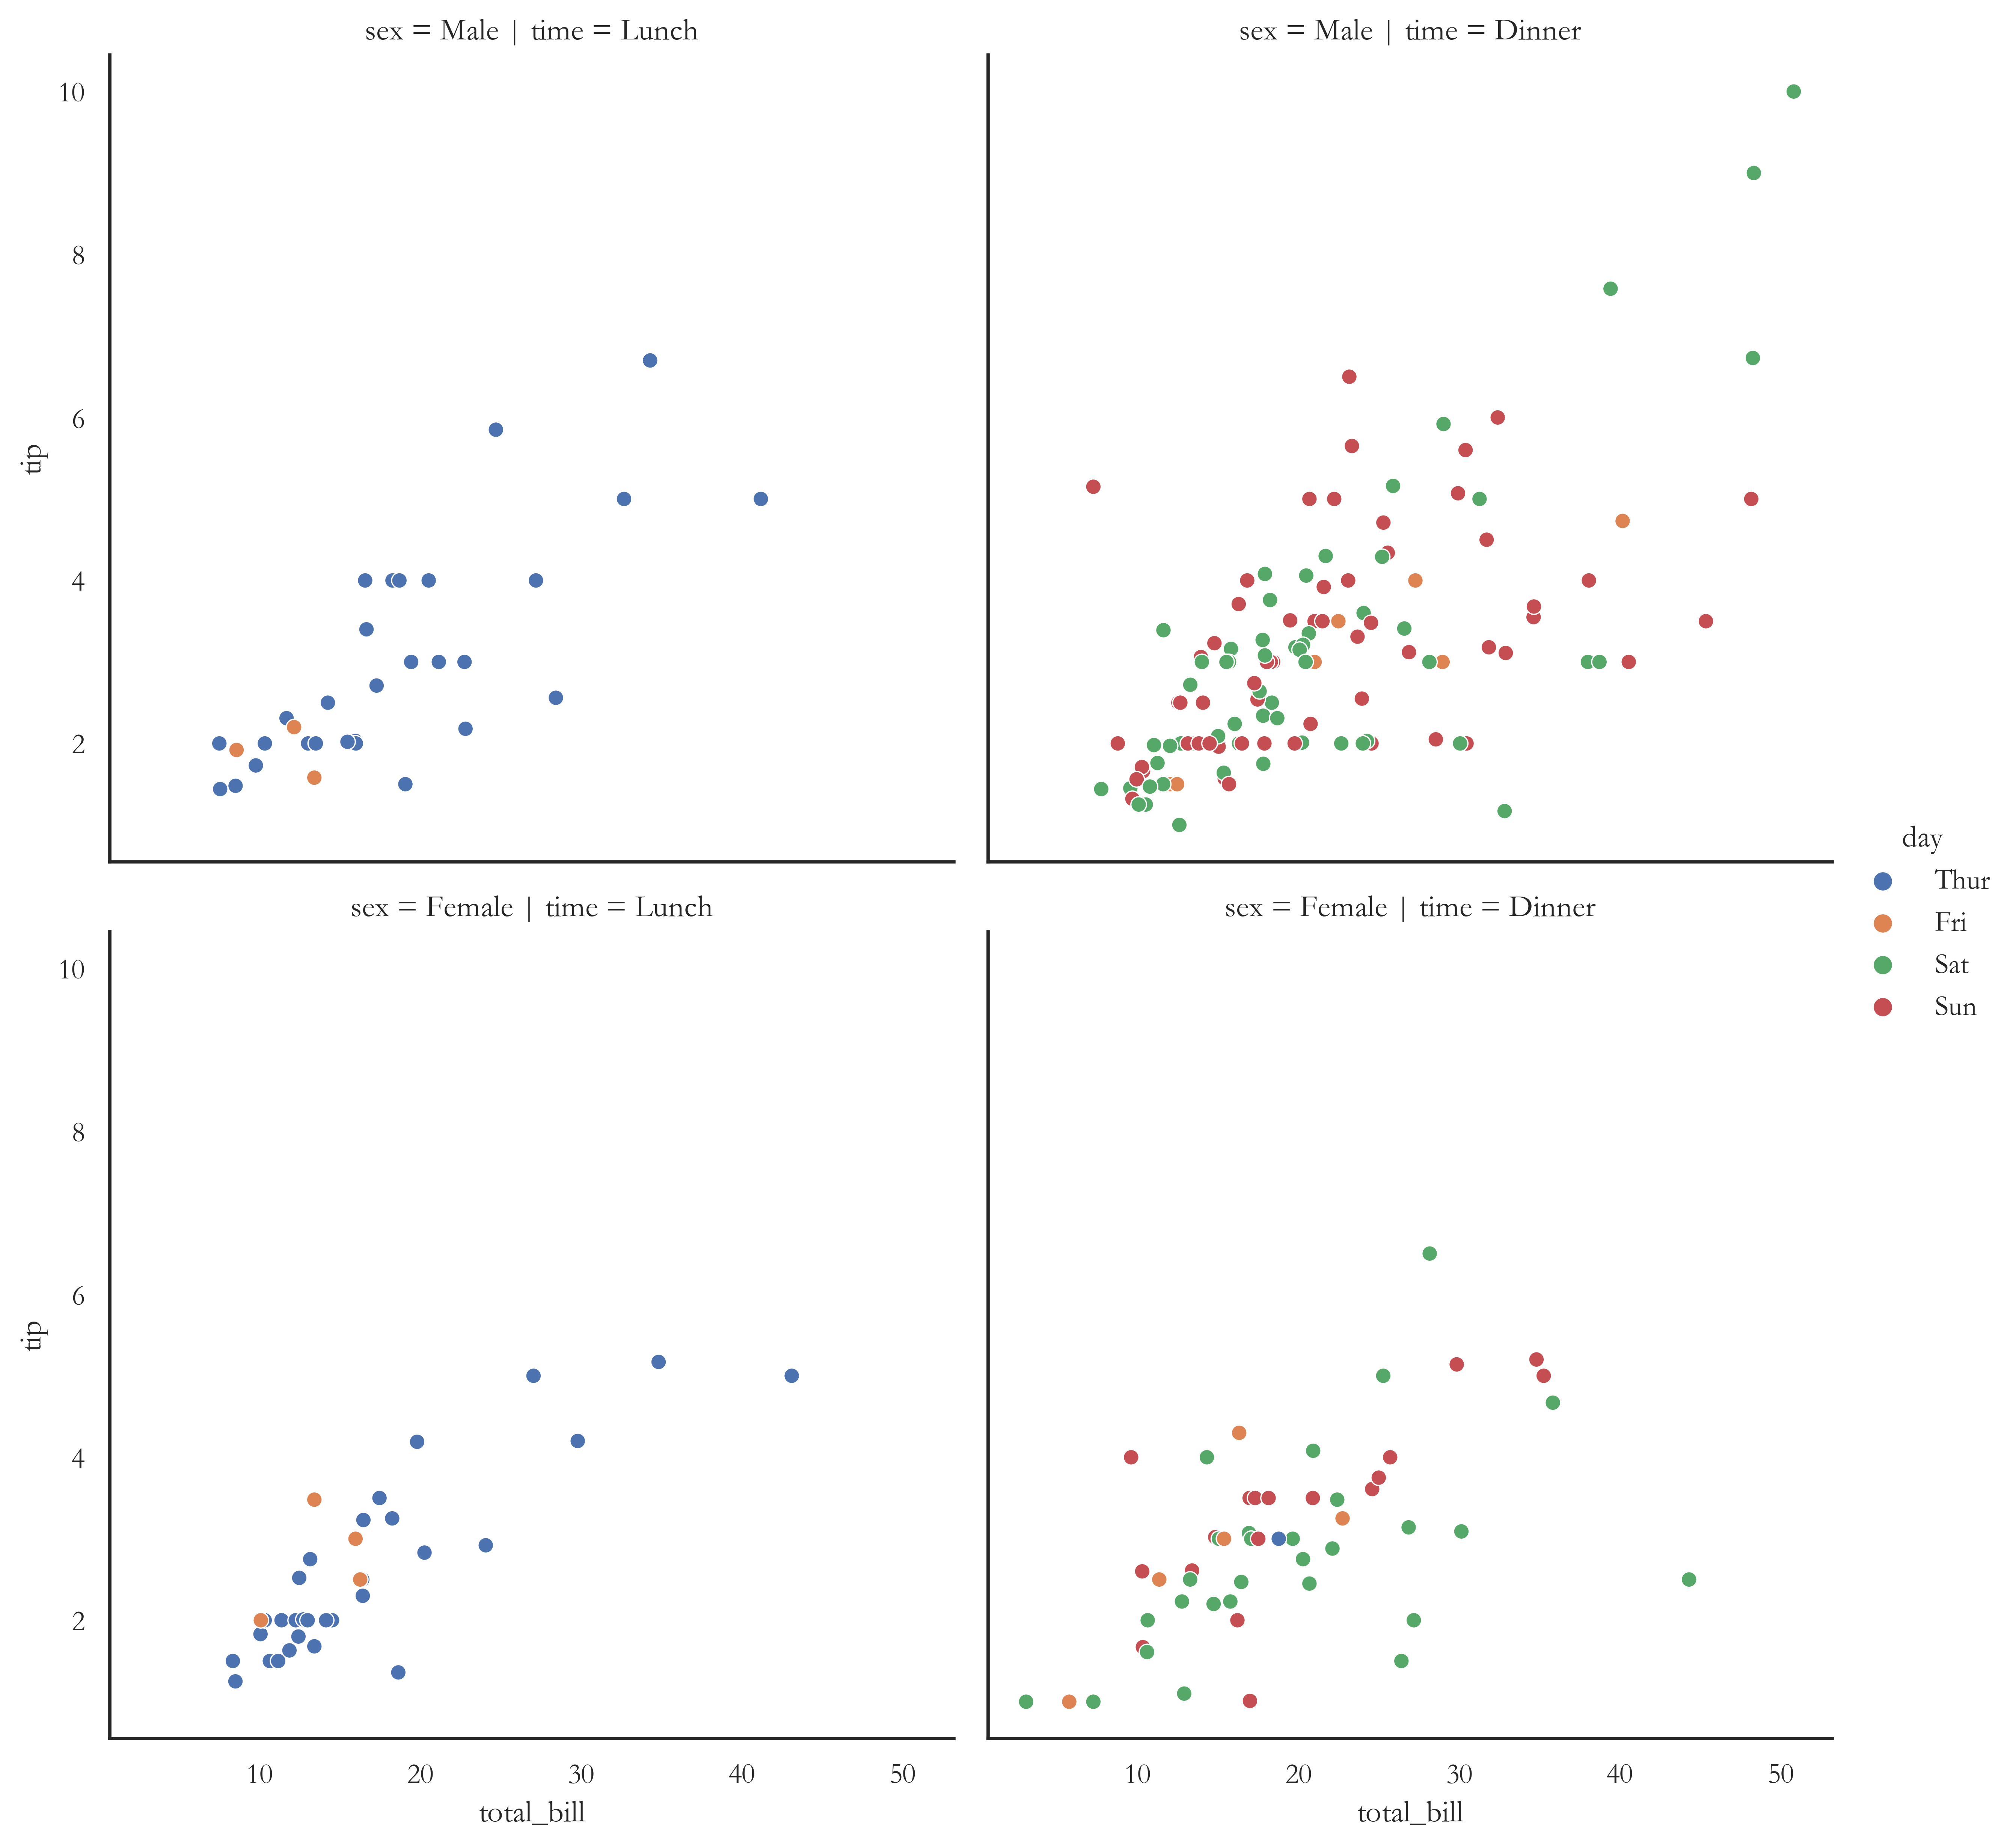 sex = Male | time = Lunch
sex = Male | time = Dinner
10
8
6
4
2
tip
day
Thur
Fri
Sat
Sun
sex = Female | time = Lunch
sex = Female | time = Dinner
10
8
6
4
2
tip
10 20 30 40 50
total_bill
10 20 30 40 50
total_bill